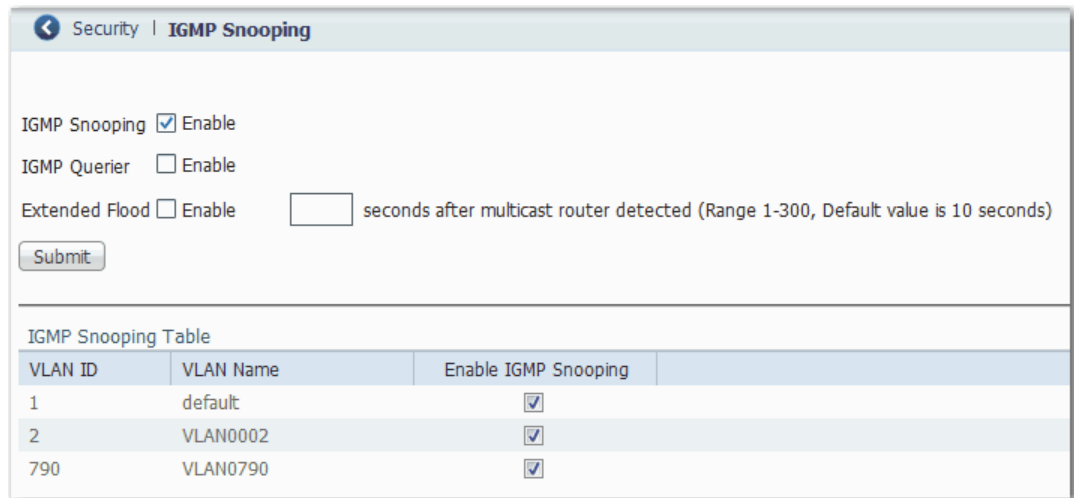 Security | IGMP Snooping
IGMP Snooping Enable
IGMP Querier Enable
Extended Flood Enable seconds after multicast router detected (Range 1-300, Default value is 10 seconds)
Submit
IGMP Snooping Table
VLAN ID VLAN Name Enable IGMP Snooping
1 default
2 VLAN0002
790 VLAN0790